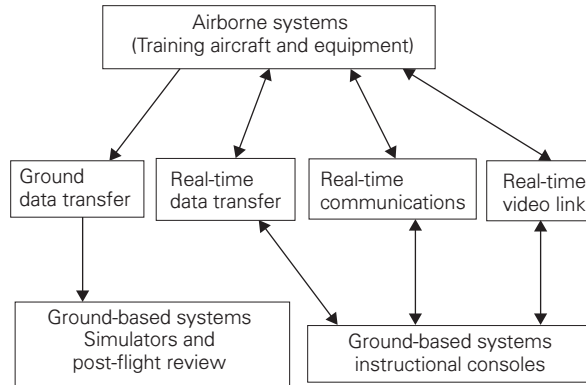 Airborne systems
(Training aircraft and equipment)
Ground
data transfer
Real-time
data transfer
Real-time
communications
Real-time
video link
Ground-based systems
Simulators and
post-flight review
Ground-based systems
instructional consoles